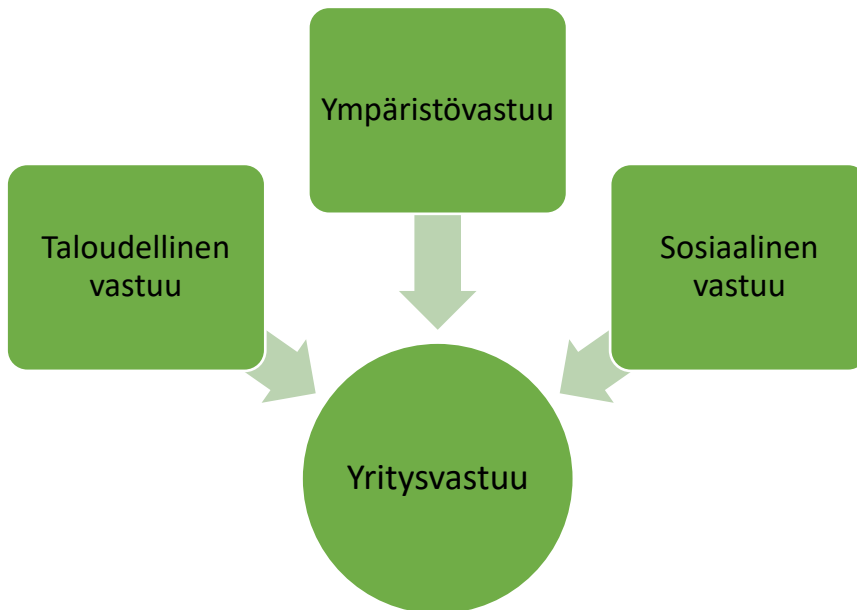 Ympäristövastuu
Taloudellinen
vastuu
Sosiaalinen
vastuu
Yritysvastuu